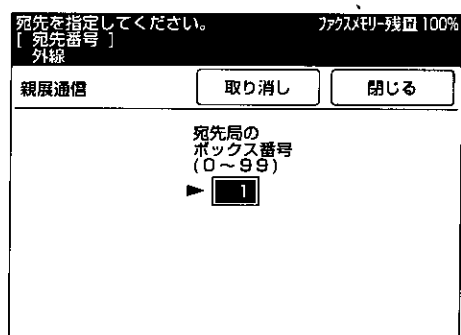 宛先を指定してください。 ファクスメモリー残量 100%
[ 宛先番号 ]
外線
親展通信 取り消し 閉じる
宛先局の
ボックス番号
(0～99)
► 1